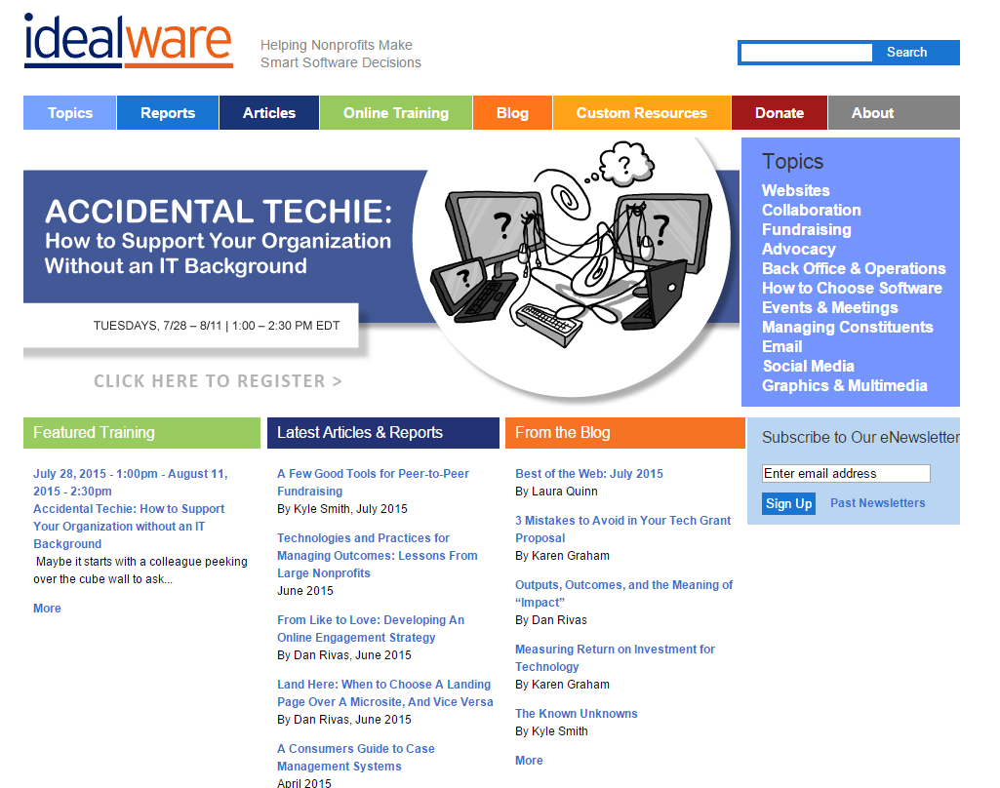 idealware
Helping Nonprofits Make
Smart Software Decisions
Search
Topics
Reports
Articles
Online Training
Blog
Custom Resources
Donate
About
ACCIDENTAL TECHIE:
How to Support Your Organization
Without an IT Background
TUESDAYS, 7/28 – 8/11 | 1:00 – 2:30 PM EDT
CLICK HERE TO REGISTER >
?
?
?
?
Topics
Websites
Collaboration
Fundraising
Advocacy
Back Office & Operations
How to Choose Software
Events & Meetings
Managing Constituents
Email
Social Media
Graphics & Multimedia
Featured Training
July 28, 2015 - 1:00pm - August 11,
2015 - 2:30pm
Accidental Techie: How to Support
Your Organization without an IT
Background
Maybe it starts with a colleague peeking
over the cube wall to ask...
More
Latest Articles & Reports
A Few Good Tools for Peer-to-Peer
Fundraising
By Kyle Smith, July 2015
Technologies and Practices for
Managing Outcomes: Lessons From
Large Nonprofits
June 2015
From Like to Love: Developing An
Online Engagement Strategy
By Dan Rivas, June 2015
Land Here: When to Choose A Landing
Page Over A Microsite, And Vice Versa
By Dan Rivas, June 2015
A Consumers Guide to Case
Management Systems
April 2015
From the Blog
Best of the Web: July 2015
By Laura Quinn
3 Mistakes to Avoid in Your Tech Grant
Proposal
By Karen Graham
Outputs, Outcomes, and the Meaning of
“Impact”
By Dan Rivas
Measuring Return on Investment for
Technology
By Karen Graham
The Known Unknowns
By Kyle Smith
More
Subscribe to Our eNewsletter
Enter email address
Sign Up
Past Newsletters